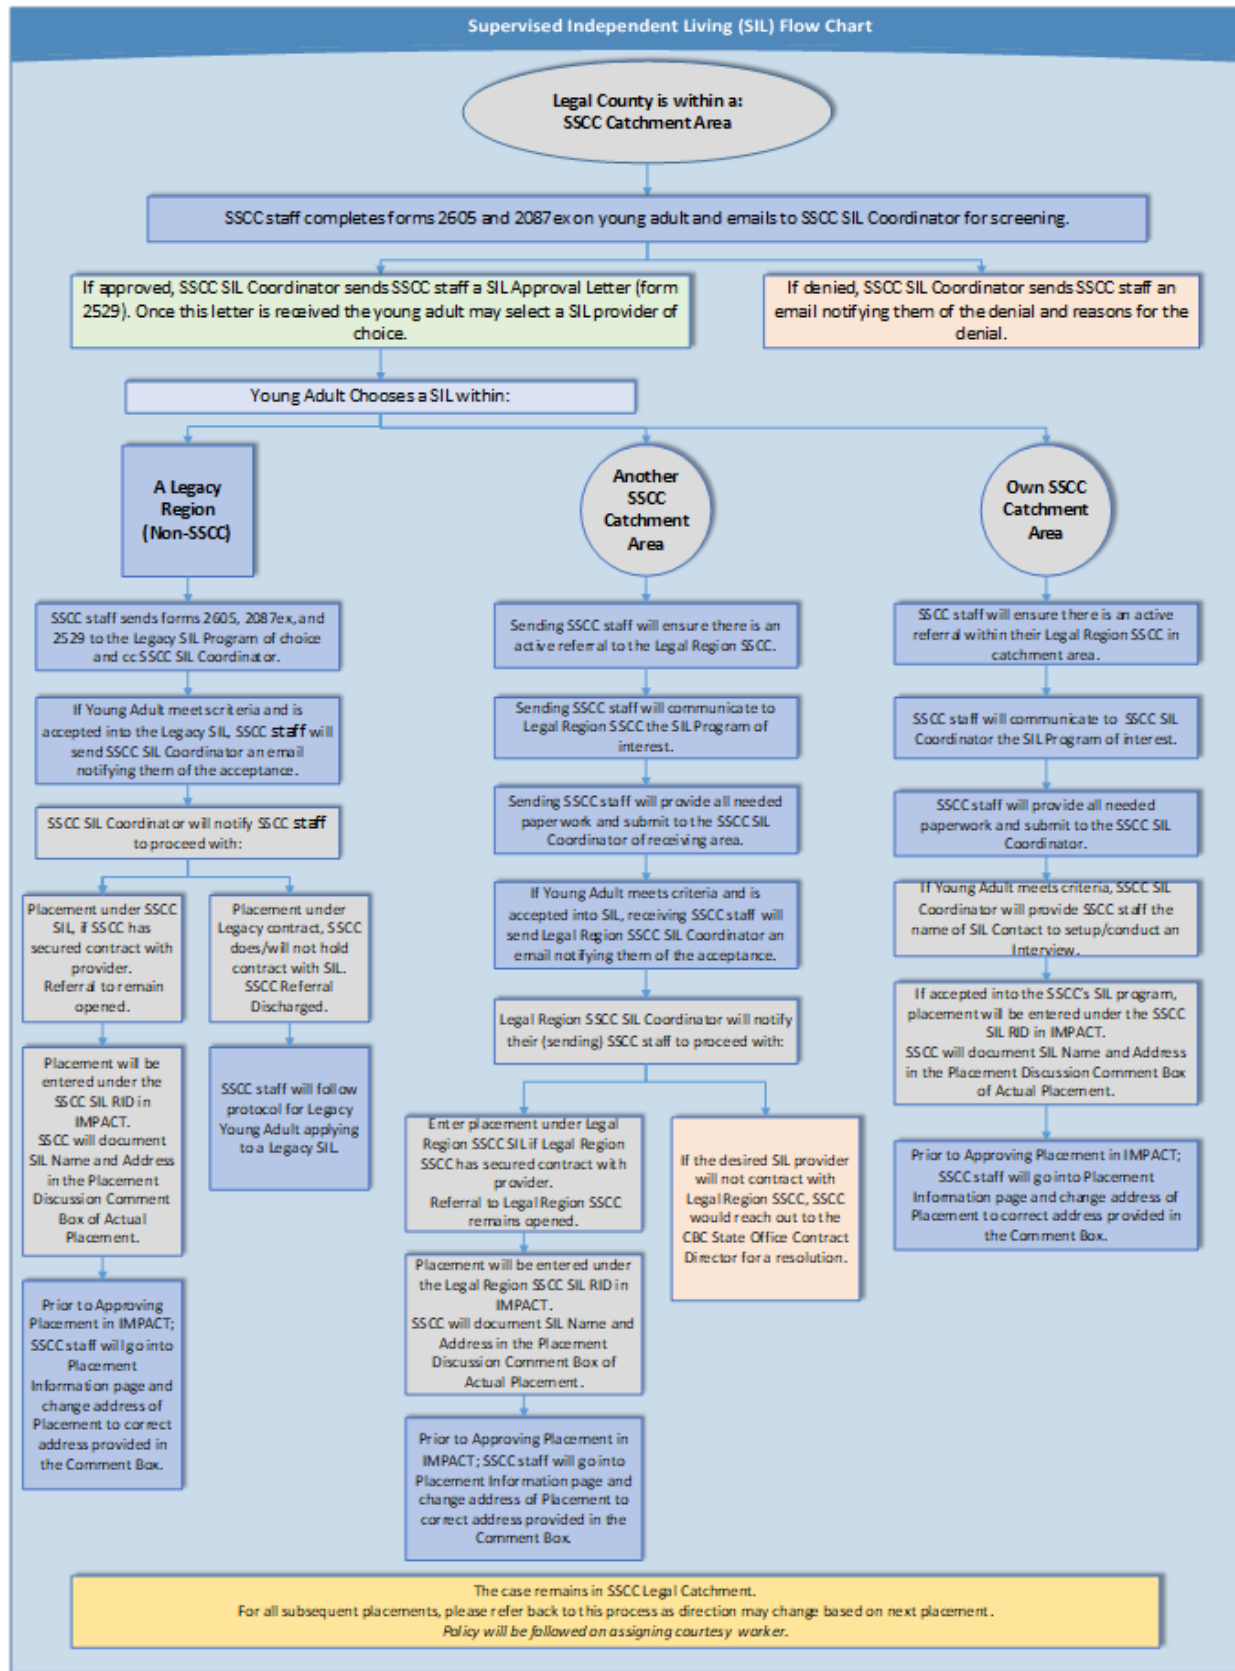 Supervised Independent Living (SIL) Flow Chart
Legal County is within a:
SSCC Catchment Area
SSCC staff completes forms 2605 and 2087ex on young adult and emails to SSCC SIL Coordinator for screening.
If approved, SSCC SIL Coordinator sends SSCC staff a SIL Approval Letter (form
2529). Once this letter is received the young adult may select a SIL provider of
choice.
If denied, SSCC SIL Coordinator sends SSCC staff an
email notifying them of the denial and reasons for the
denial.
Young Adult Chooses a SIL within:
A Legacy
Region
(Non-SSCC)
Another
SSCC
Catchment
Area
Own SSCC
Catchment
Area
SSCC staff sends forms 2605, 2087ex, and
2529 to the Legacy SIL Program of choice
and cc SSCC SIL Coordinator.
If Young Adult meets criteria and is
accepted into the Legacy SIL, SSCC staff will
send SSCC SIL Coordinator an email
notifying them of the acceptance.
SSCC SIL Coordinator will notify SSCC staff
to proceed with:
Placement under SSCC
SIL, if SSCC has
secured contract with
provider.
Referral to remain
opened.
Placement under
Legacy contract, SSCC
does/will not hold
contract with SIL.
SSCC Referral
Discharged.
Placement will be
entered under the
SSCC SIL RID in
IMPACT.
SSCC will document
SIL Name and Address
in the Placement
Discussion Comment
Box of Actual
Placement.
SSCC staff will follow
protocol for Legacy
Young Adult applying
to a Legacy SIL.
Prior to Approving
Placement in IMPACT;
SSCC staff will go into
Placement
Information page and
change address of
Placement to correct
address provided in
the Comment Box.
Sending SSCC staff will ensure there is an
active referral to the Legal Region SSCC.
Sending SSCC staff will communicate to
Legal Region SSCC the SIL Program of
interest.
Sending SSCC staff will provide all needed
paperwork and submit to the SSCC SIL
Coordinator of receiving area.
If Young Adult meets criteria and is
accepted into SIL, receiving SSCC staff will
send Legal Region SSCC SIL Coordinator an
email notifying them of the acceptance.
Legal Region SSCC SIL Coordinator will notify
their (sending) SSCC staff to proceed with:
Enter placement under Legal
Region SSCC SIL if Legal Region
SSCC has secured contract with
provider.
Referral to Legal Region SSCC
remains opened.
If the desired SIL provider
will not contract with
Legal Region SSCC, SSCC
would reach out to the
CBC State Office Contract
Director for a resolution.
Placement will be entered under
the Legal Region SSCC SIL RID in
IMPACT.
SSCC will document SIL Name and
Address in the Placement
Discussion Comment Box of
Actual Placement.
Prior to Approving Placement in
IMPACT; SSCC staff will go into
Placement Information page and
change address of Placement to
correct address provided in the
Comment Box.
SSCC staff will ensure there is an active
referral within their Legal Region SSCC in
catchment area.
SSCC staff will communicate to SSCC SIL
Coordinator the SIL Program of interest.
SSCC staff will provide all needed
paperwork and submit to the SSCC SIL
Coordinator.
If Young Adult meets criteria, SSCC SIL
Coordinator will provide SSCC staff the
name of SIL Contact to setup/conduct an
Interview.
If accepted into the SSCC's SIL program,
placement will be entered under the SSCC
SIL RID in IMPACT.
SSCC will document SIL Name and Address
in the Placement Discussion Comment Box
of Actual Placement.
Prior to Approving Placement in IMPACT;
SSCC staff will go into Placement
Information page and change address of
Placement to correct address provided in
the Comment Box.
The case remains in SSCC Legal Catchment.
For all subsequent placements, please refer back to this process as direction may change based on next placement.
Policy will be followed on assigning courtesy worker.